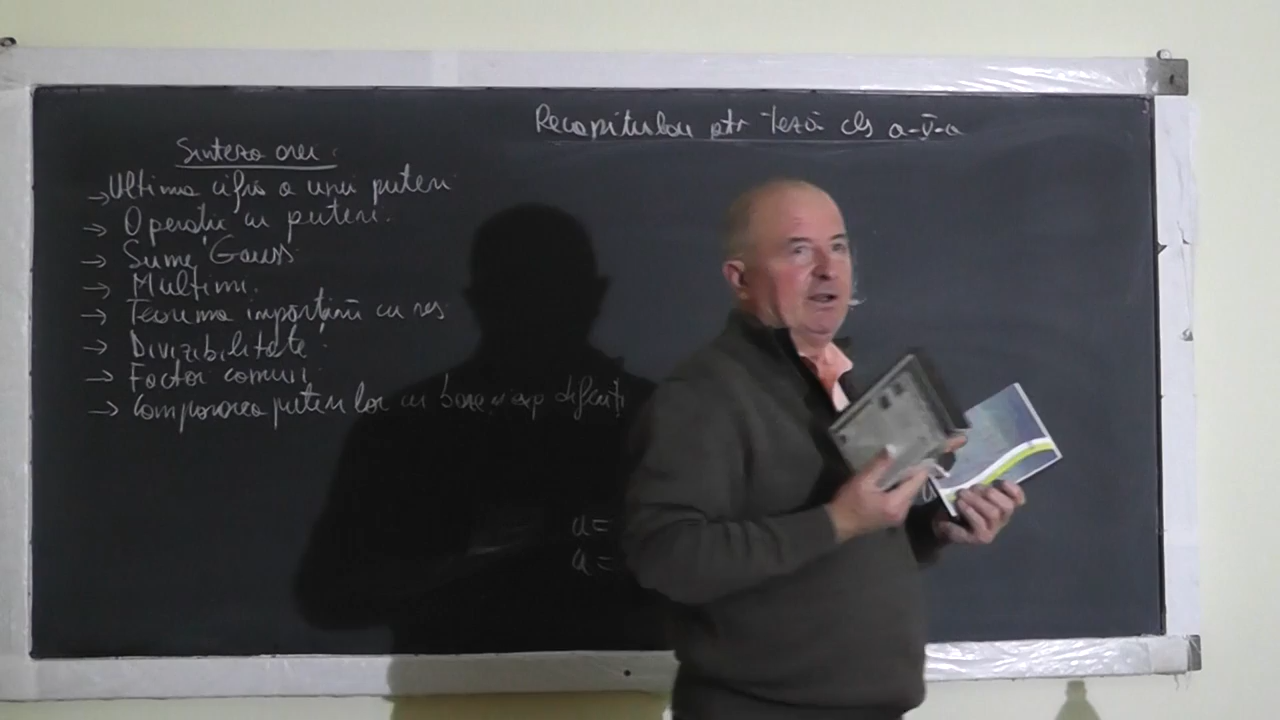 Recapitulare ptr teză cls a-V-a
Sinteza orei:
→ Ultima cifră a unei puteri
→ Operații cu puteri.
→ Sume Gauss
→ Mulțimi.
→ Teorema împărțirii cu rest
→ Divizibilitate
→ Factor comun
→ Compararea puterilor cu baze și exp diferiți
a =
a =